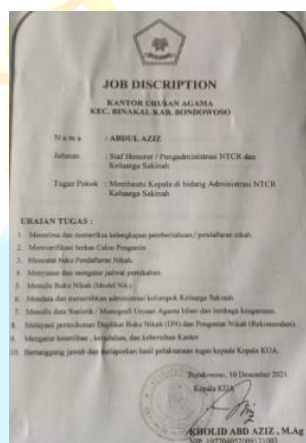 JOB DISCRIPTION
KANTOR URUSAN AGAMA
KEC. BINAKAL KAB. BONDOWOSO
Nama : ABDUL AZIZ
Jabatan : Staf Honorer / Pengadministrasi NTCR dan
Keluarga Sakinah
Tugas Pokok : Membantu Kepala di bidang Administrasi NTCR
Keluarga Sakinah
URAIAN TUGAS :
1. Menerima dan memeriksa kelengkapan pemberitahuan / pendaftaran nikah.
2. Memverifikasi berkas Calon Pengantin.
3. Mencatat buku Pendaftaran Nikah.
4. Menyusun dan mengatur jadwal pernikahan.
5. Menulis Buku Nikah (Model NA).
6. Mendata dan menertibkan administrasi kelompok Keluarga Sakinah.
7. Menulis data Statistik / Monografi Urusan Agama Islam dan lembaga keagamaan.
8. Melayani permohonan Duplikat Buku Nikah (DN) dan Pengantar Nikah (Rekomendasi).
9. Mengatur ketertiban, keindahan, dan kebersihan Kantor.
10. Bertanggung jawab dan melaporkan hasil pelaksanaan tugas kepada Kepala KUA.
Bondowoso, 10 Desember 2021
Kepala KUA
KHOLID ABD AZIZ, M.Ag